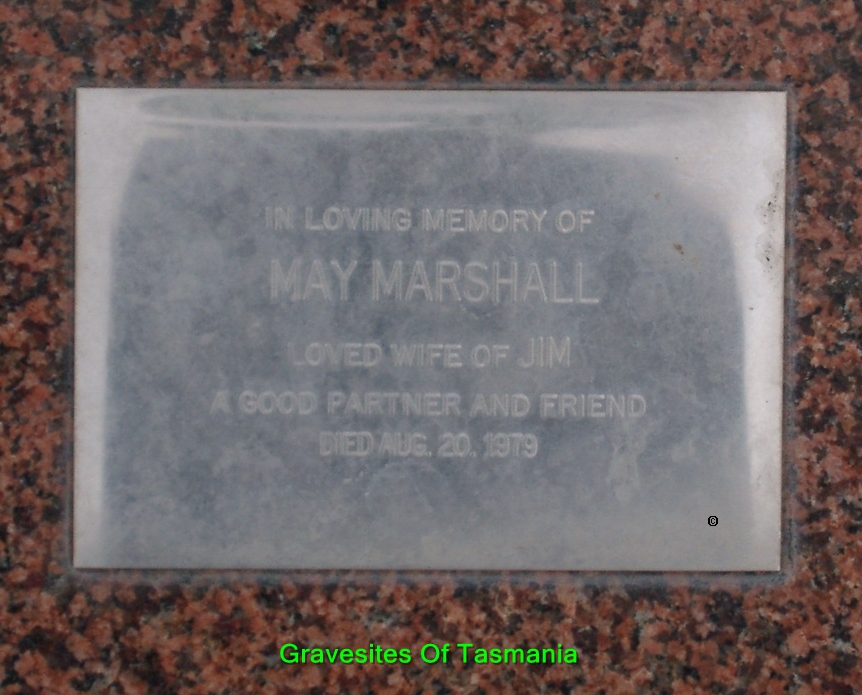 IN LOVING MEMORY OF
MAY MARSHALL
LOVED WIFE OF JIM
A GOOD PARTNER AND FRIEND
DIED AUG. 20. 1979
©
Gravesites Of Tasmania